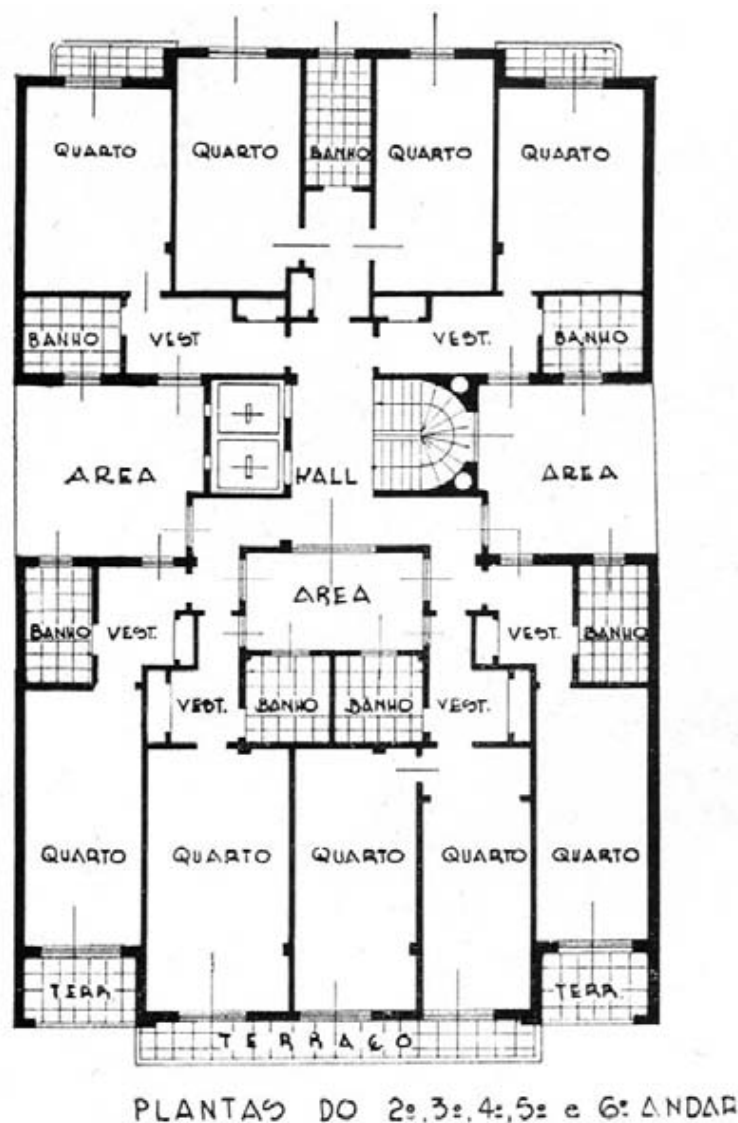 QUARTO QUARTO BANHO QUARTO QUARTO
BANHO VEST VEST. BANHO
AREA HALL AREA
AREA
BANHO VEST. VEST. BANHO
VEST. BANHO BANHO VEST.
QUARTO QUARTO QUARTO QUARTO QUARTO
TERR. TERR.
TERRAÇO
PLANTAS DO 2º, 3º, 4º, 5º e 6º ANDAR